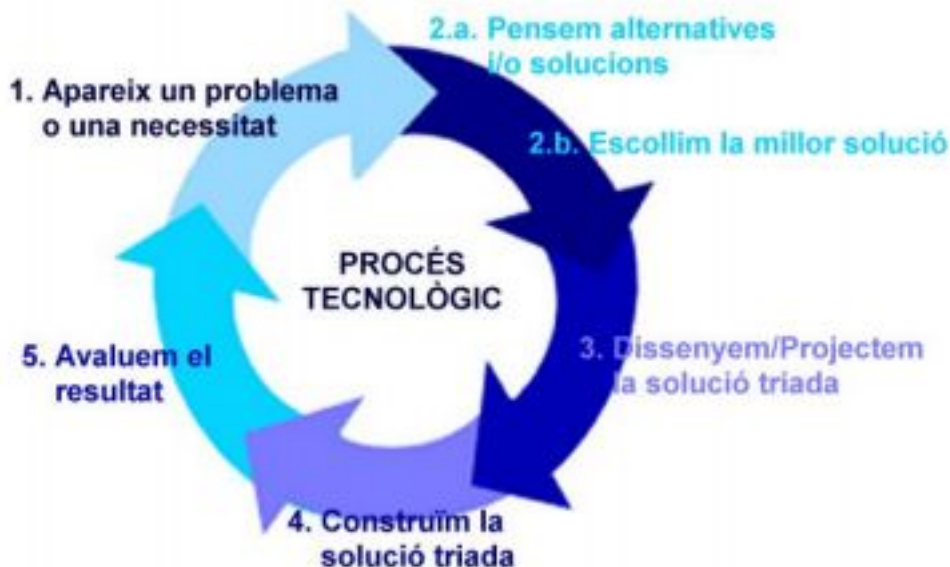 1. Apareix un problema
o una necessitat
2.a. Pensem alternatives
i/o solucions
2.b. Escollim la millor solució
3. Dissenyem/Projectem
la solució triada
4. Construïm la
solució triada
5. Avaluem el
resultat
PROCÉS
TECNOLÒGIC